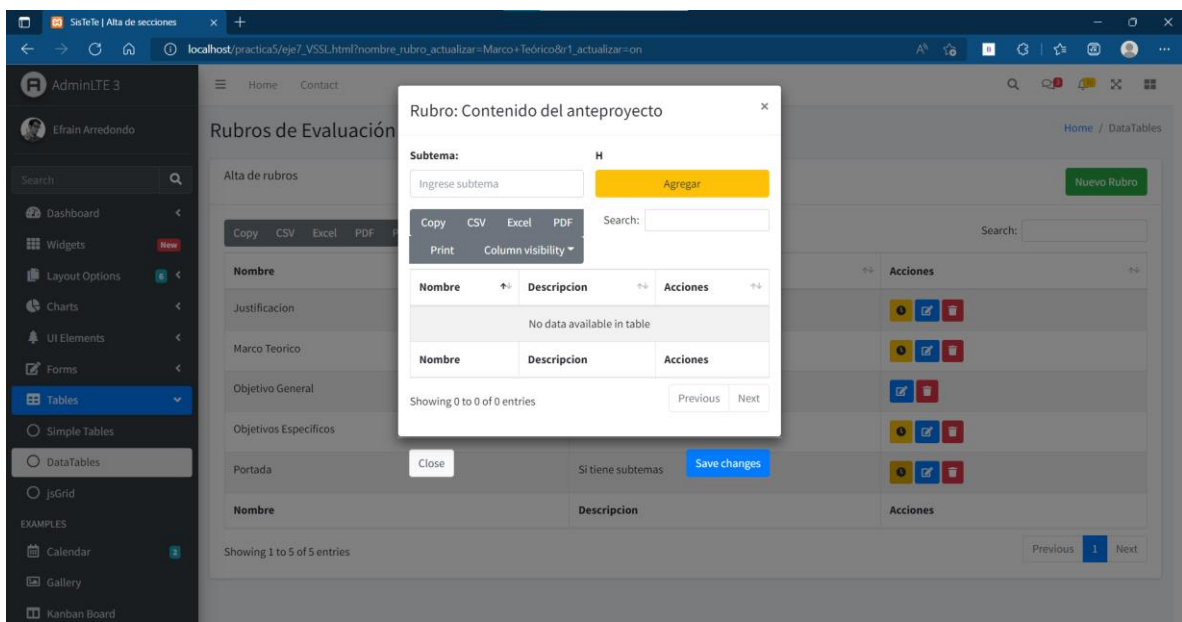 SisTeTe | Alta de secciones
localhost/practica5/eje7_VSSL.html?nombre_rubro_actualizar=Marco+Teórico&r1_actualizar=on
AdminLTE 3
Home Contact
Efrain Arredondo
Rubros de Evaluación
Home / DataTables
Search
Alta de rubros
Nuevo Rubro
Dashboard
Widgets New
Layout Options 6
Charts
UI Elements
Forms
Tables
Simple Tables
DataTables
jsGrid
EXAMPLES
Calendar 2
Gallery
Kanban Board
Copy CSV Excel PDF
Search:
Nombre Acciones
Justificacion
Marco Teorico
Objetivo General
Objetivos Especificos
Portada Si tiene subtemas
Nombre Descripcion Acciones
Showing 1 to 5 of 5 entries
Previous 1 Next
Rubro: Contenido del anteproyecto ×
Subtema: H
Ingrese subtema Agregar
Copy CSV Excel PDF Search:
Print Column visibility
Nombre Descripcion Acciones
No data available in table
Nombre Descripcion Acciones
Showing 0 to 0 of 0 entries Previous Next
Close Save changes